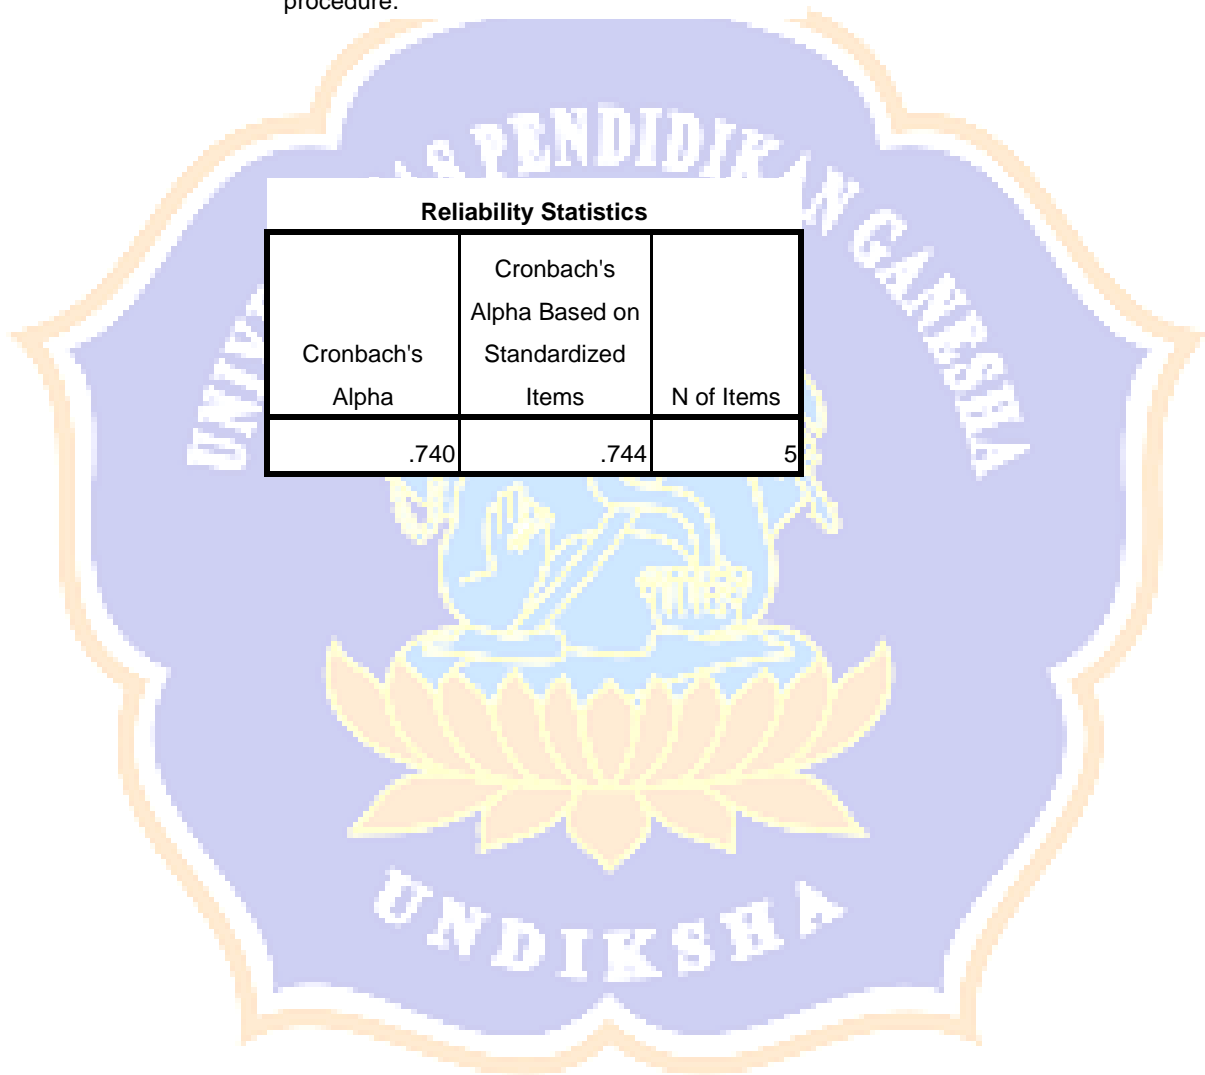 procedure.
UNIVERSITAS PENDIDIKAN GANESHA
Reliability Statistics
Cronbach's Alpha
Cronbach's
Alpha Based on
Standardized
Items
N of Items
.740
.744
5
UNDIKSHA